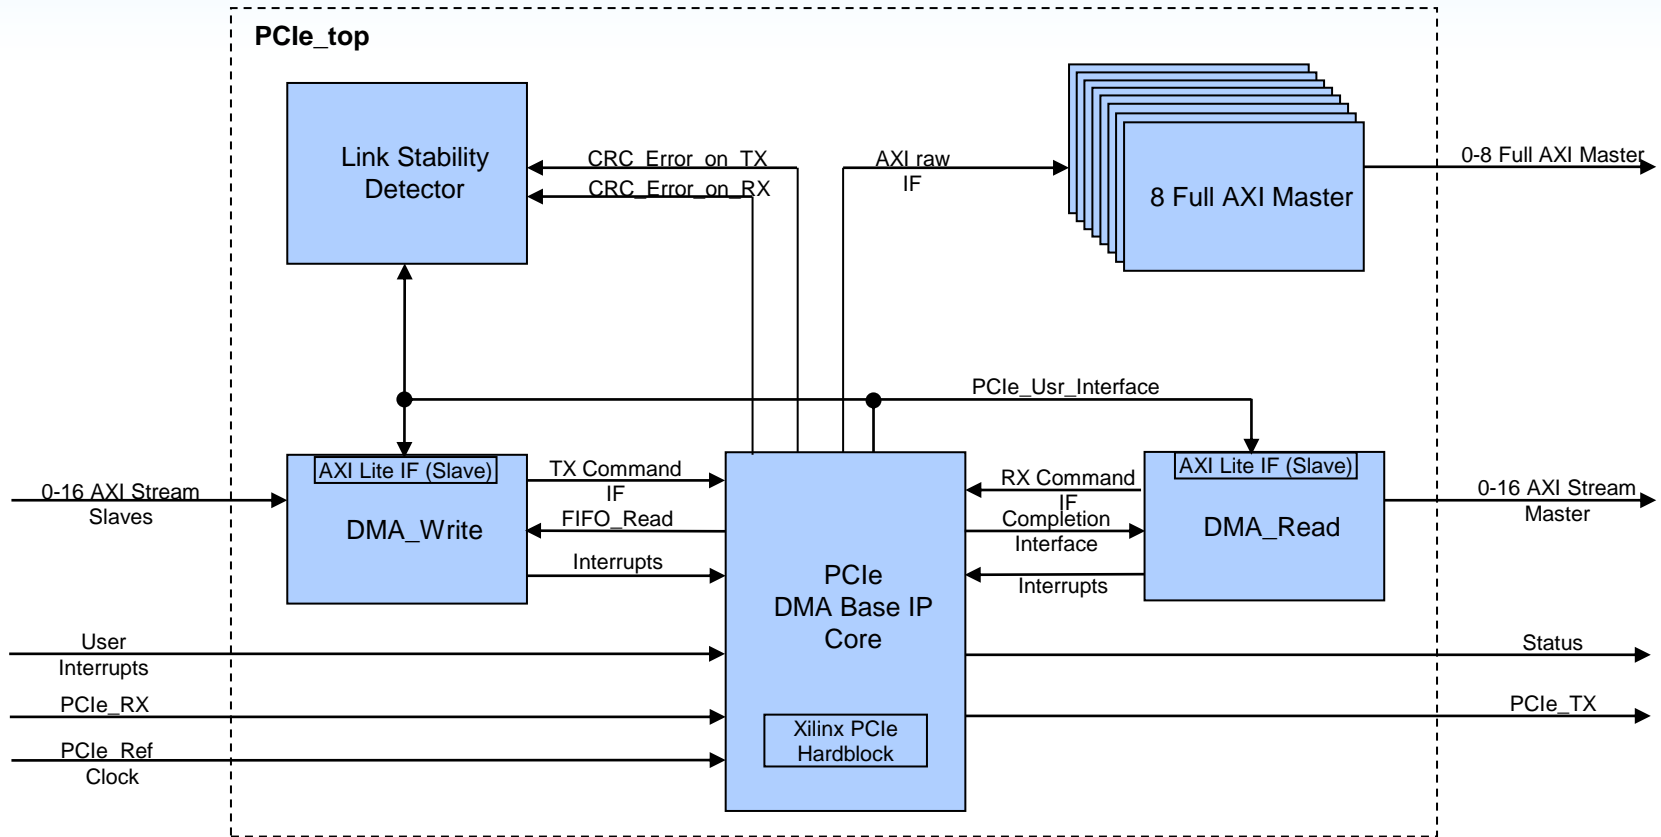 PCIe_top
Link Stability
Detector
CRC_Error_on_TX
CRC_Error_on_RX
AXI raw
IF
8 Full AXI Master
0-8 Full AXI Master
PCIe_Usr_Interface
0-16 AXI Stream
Slaves
AXI Lite IF (Slave)
DMA_Write
TX Command
IF
FIFO_Read
Interrupts
RX Command
IF
Completion
Interface
Interrupts
AXI Lite IF (Slave)
DMA_Read
0-16 AXI Stream
Master
PCIe
DMA Base IP
Core
Xilinx PCIe
Hardblock
User
Interrupts
PCIe_RX
PCIe_Ref
Clock
Status
PCIe_TX